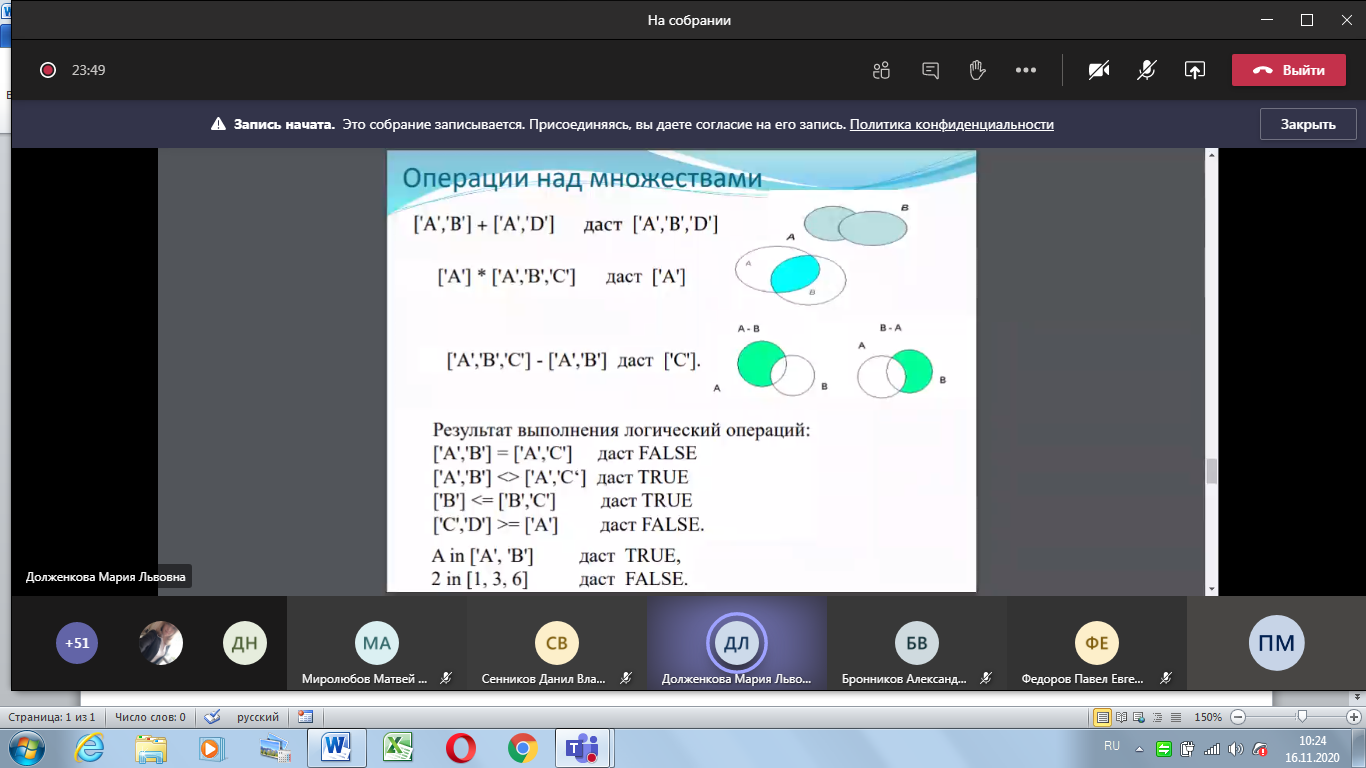 На собрании
23:49
Выйти
Запись начата. Это собрание записывается. Присоединяясь, вы даете согласие на его запись. Политика конфиденциальности
Закрыть
Операции над множествами
['A','B'] + ['A','D'] даст ['A','B','D']
B
A
['A'] * ['A','B','C'] даст ['A']
A
B
A - B
B - A
['A','B','C'] - ['A','B'] даст ['C'].
A
B
A
B
Результат выполнения логический операций:
['A','B'] = ['A','C'] даст FALSE
['A','B'] <> ['A','C‘] даст TRUE
['B'] <= ['B','C'] даст TRUE
['C','D'] >= ['A'] даст FALSE.
A in ['A', 'B'] даст TRUE,
2 in [1, 3, 6] даст FALSE.
Долженкова Мария Львовна
+51
ДН
МА
СВ
ДЛ
БВ
ФЕ
ПМ
Миролюбов Матвей ...
Сенников Данил Вла...
Долженкова Мария Льво...
Бронников Александ...
Федоров Павел Евге...
Страница: 1 из 1
Число слов: 0
русский
150%
RU
10:24
16.11.2020